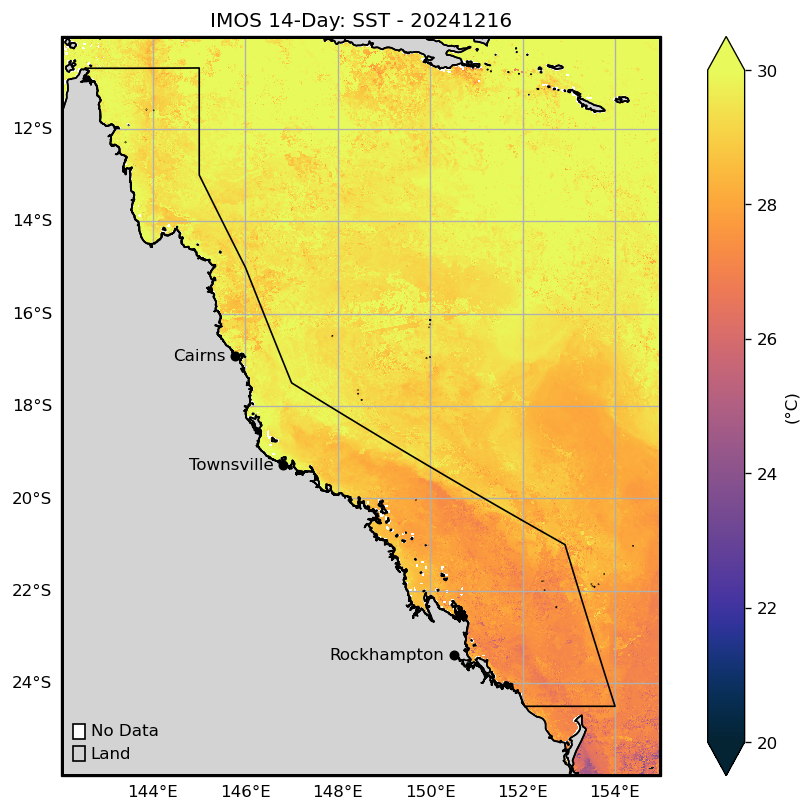 IMOS 14-Day: SST - 20241216
12°S
14°S
16°S
18°S
20°S
22°S
24°S
Cairns
Townsville
Rockhampton
No Data
Land
144°E 146°E 148°E 150°E 152°E 154°E
30
28
26
24
22
20
(°C)